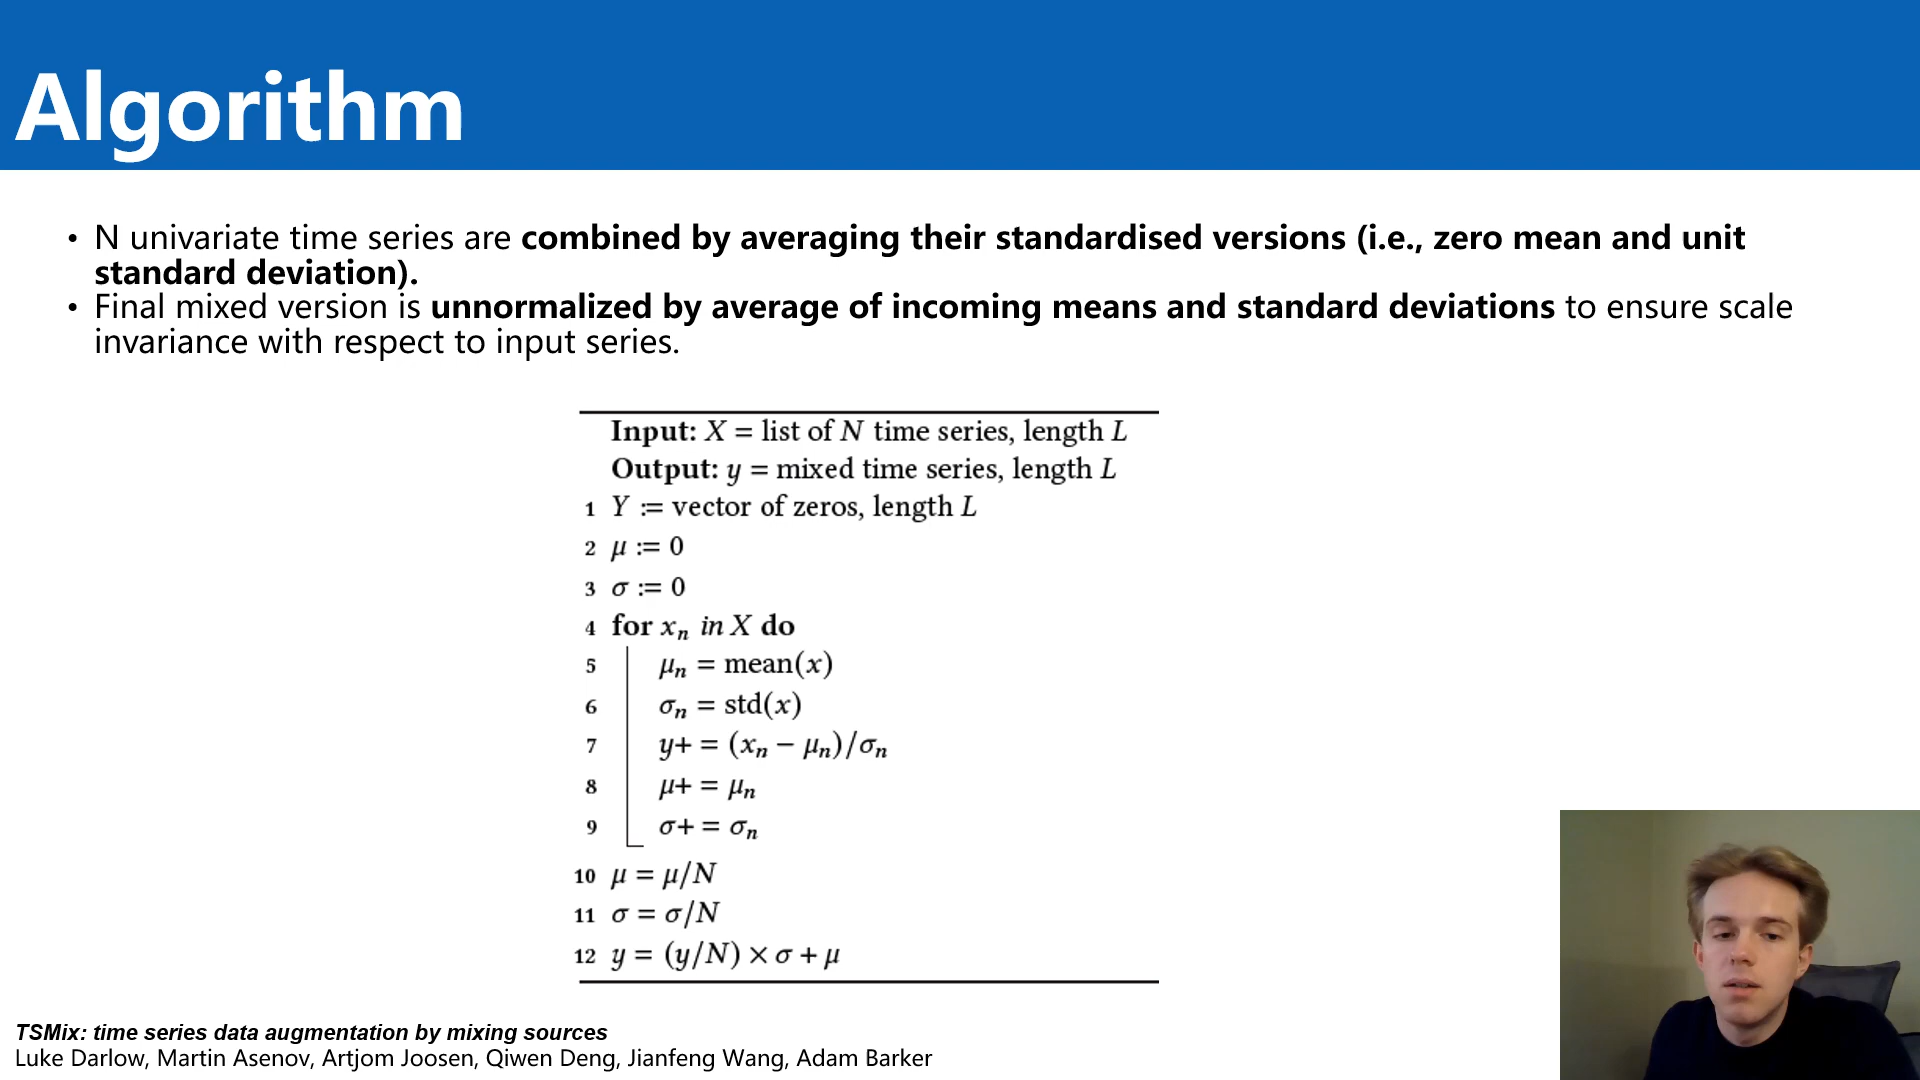 Algorithm
• N univariate time series are combined by averaging their standardised versions (i.e., zero mean and unit
standard deviation).
• Final mixed version is unnormalized by average of incoming means and standard deviations to ensure scale
invariance with respect to input series.
Input: X = list of N time series, length L
Output: y = mixed time series, length L
1 Y := vector of zeros, length L
2 μ := 0
3 σ := 0
4 for xₙ in X do
5 μₙ = mean(x)
6 σₙ = std(x)
7 y+ = (xₙ − μₙ)/σₙ
8 μ+ = μₙ
9 σ+ = σₙ
10 μ = μ/N
11 σ = σ/N
12 y = (y/N) × σ + μ
TSMix: time series data augmentation by mixing sources
Luke Darlow, Martin Asenov, Artjom Joosen, Qiwen Deng, Jianfeng Wang, Adam Barker